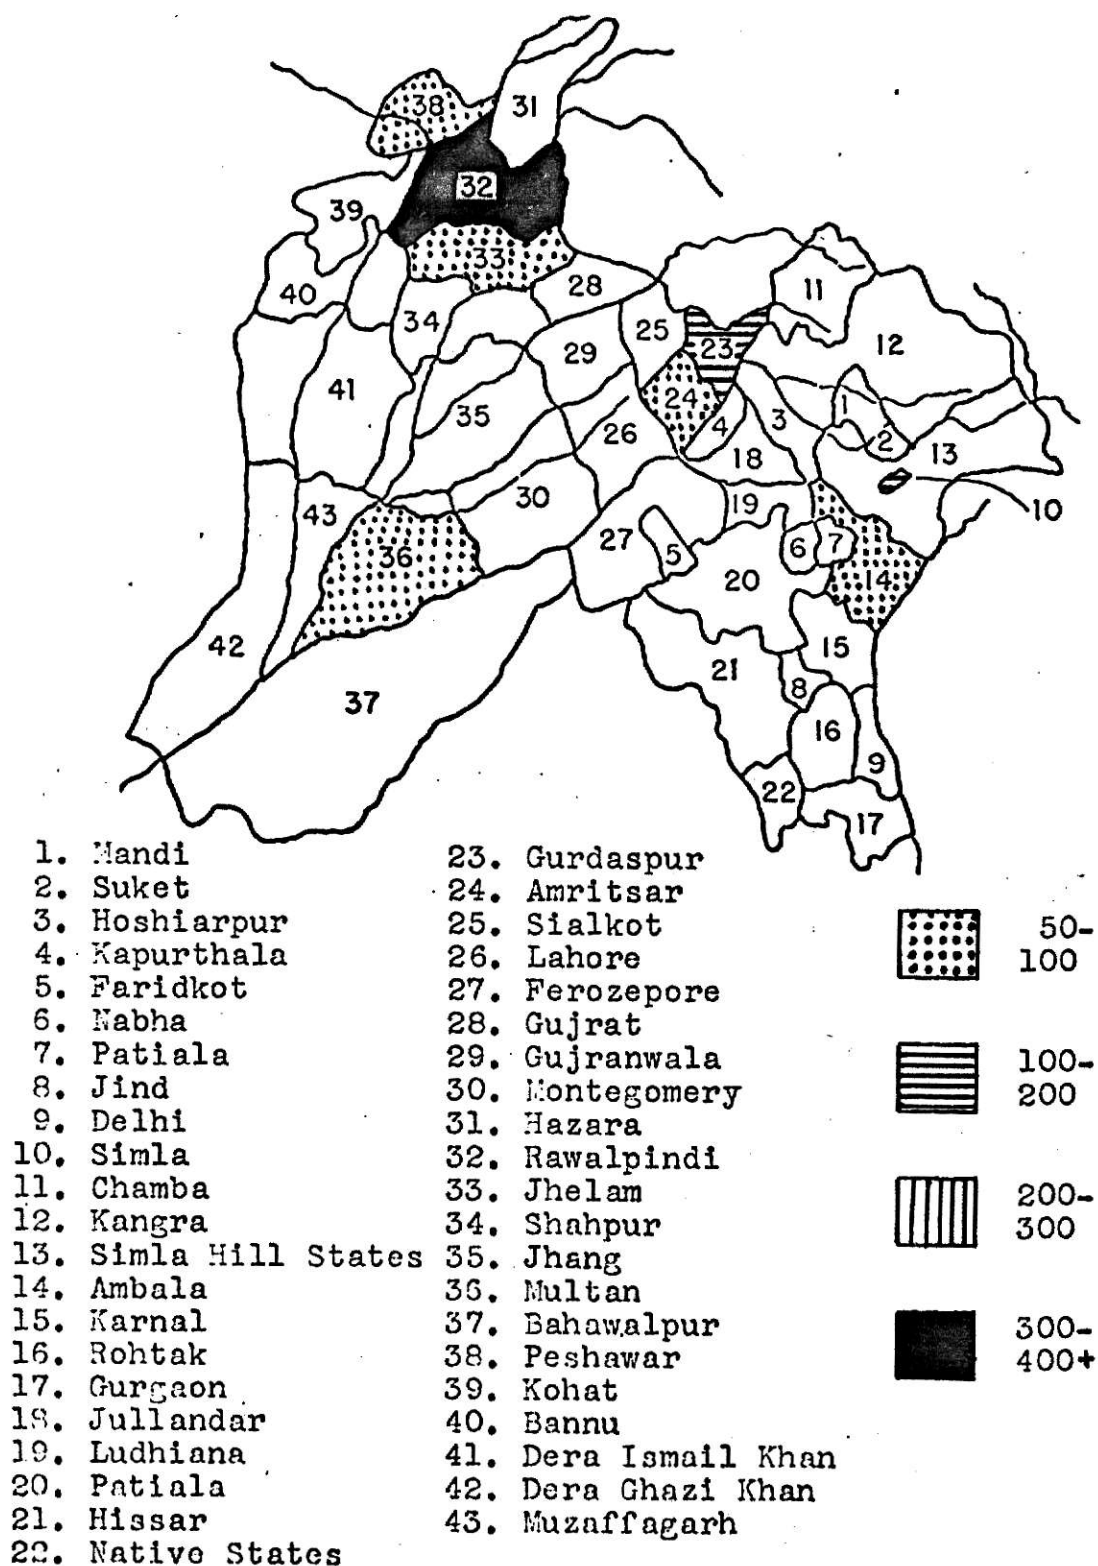 38
31
32
39
33
40
28
11
34
25
23
12
29
41
24
1
35
4
3
26
2
18
13
30
19
43
10
36
27
5
6
7
20
14
42
15
21
8
37
16
9
22
17
1. Mandi
2. Suket
3. Hoshiarpur
4. Kapurthala
5. Faridkot
6. Nabha
7. Patiala
8. Jind
9. Delhi
10. Simla
11. Chamba
12. Kangra
13. Simla Hill States
14. Ambala
15. Karnal
16. Rohtak
17. Gurgaon
18. Jullandar
19. Ludhiana
20. Patiala
21. Hissar
22. Native States
23. Gurdaspur
24. Amritsar
25. Sialkot
26. Lahore
27. Ferozepore
28. Gujrat
29. Gujranwala
30. Montegomery
31. Hazara
32. Rawalpindi
33. Jhelam
34. Shahpur
35. Jhang
36. Multan
37. Bahawalpur
38. Peshawar
39. Kohat
40. Bannu
41. Dera Ismail Khan
42. Dera Ghazi Khan
43. Muzaffagarh
50-
100
100-
200
200-
300
300-
400+